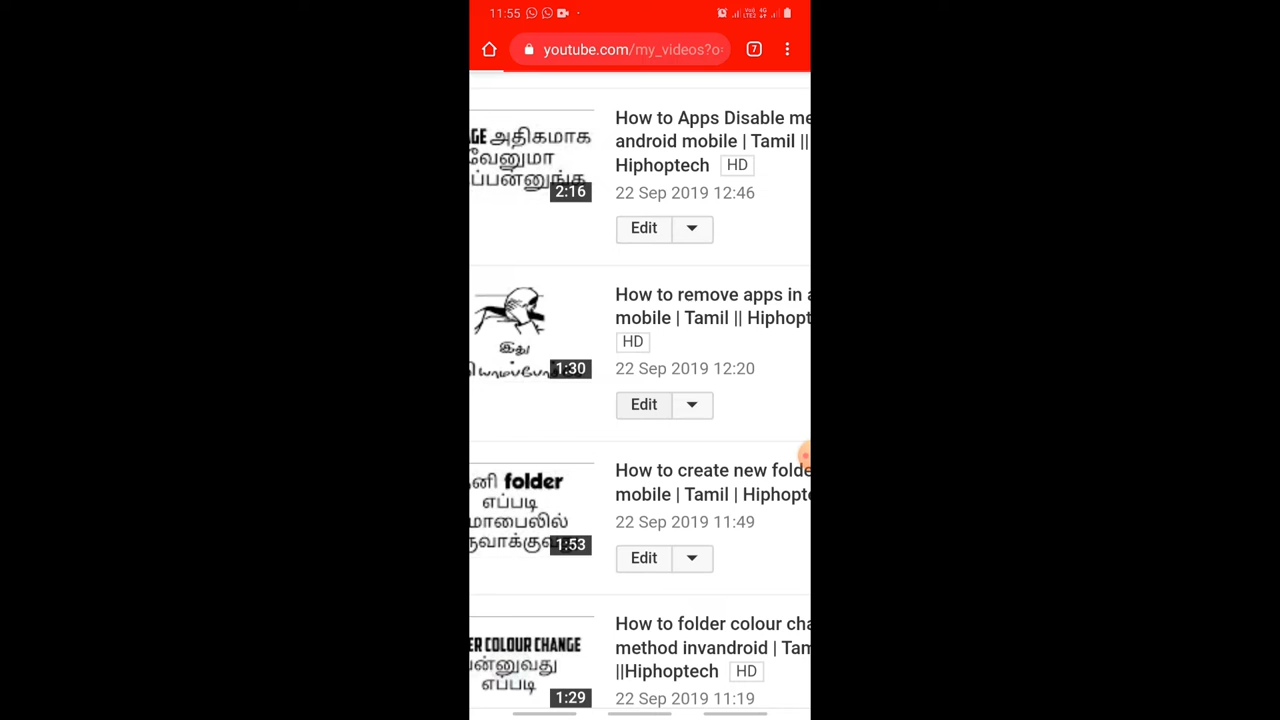 11:55
youtube.com/my_videos?o
7
GE அதிகமாக
வேனுமா
ப்பன்னுங்க
2:16
How to Apps Disable me
android mobile | Tamil ||
Hiphoptech HD
22 Sep 2019 12:46
Edit
இது
1:30
How to remove apps in a
mobile | Tamil || Hiphopt
HD
22 Sep 2019 12:20
Edit
னி folder
எப்படி
மாபைலில்
1:53
How to create new folde
mobile | Tamil | Hiphopt
22 Sep 2019 11:49
Edit
ER COLOUR CHANGE
ன்னுவது
எப்படி
1:29
How to folder colour cha
method invandroid | Tam
||Hiphoptech HD
22 Sep 2019 11:19